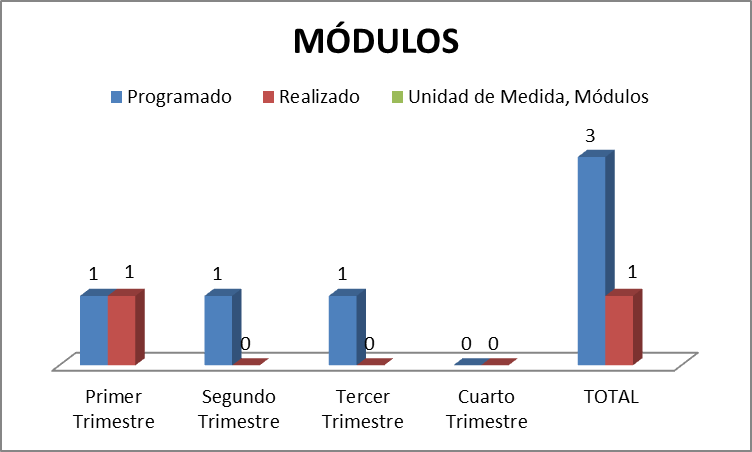 MÓDULOS
Programado Realizado Unidad de Medida, Módulos
3
1 1 1 1 1
0 0 0 0
Primer Segundo Tercer Cuarto TOTAL
Trimestre Trimestre Trimestre Trimestre